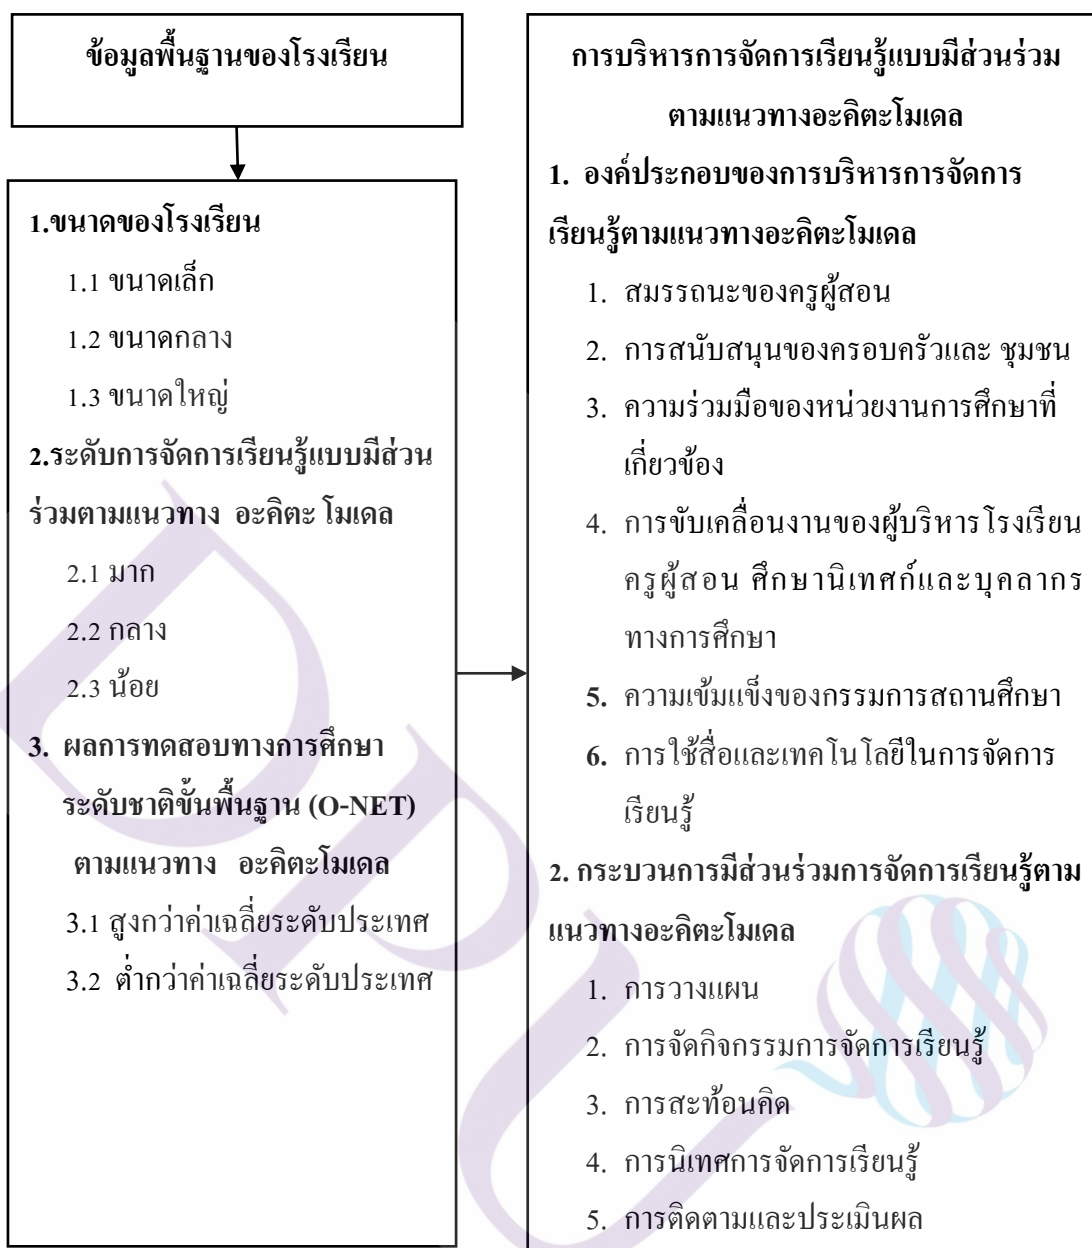 ข้อมูลพื้นฐานของโรงเรียน
1.ขนาดของโรงเรียน
1.1 ขนาดเล็ก
1.2 ขนาดกลาง
1.3 ขนาดใหญ่
2.ระดับการจัดการเรียนรู้แบบมีส่วน
ร่วมตามแนวทาง อะคิตะ โมเดล
2.1 มาก
2.2 กลาง
2.3 น้อย
3. ผลการทดสอบทางการศึกษา
ระดับชาติขั้นพื้นฐาน (O-NET)
ตามแนวทาง อะคิตะโมเดล
3.1 สูงกว่าค่าเฉลี่ยระดับประเทศ
3.2 ต่ำกว่าค่าเฉลี่ยระดับประเทศ
การบริหารการจัดการเรียนรู้แบบมีส่วนร่วม
ตามแนวทางอะคิตะโมเดล
1. องค์ประกอบของการบริหารการจัดการ
เรียนรู้ตามแนวทางอะคิตะโมเดล
1. สมรรถนะของครูผู้สอน
2. การสนับสนุนของครอบครัวและ ชุมชน
3. ความร่วมมือของหน่วยงานการศึกษาที่
เกี่ยวข้อง
4. การขับเคลื่อนงานของผู้บริหารโรงเรียน
ครูผู้สอน ศึกษานิเทศก์และบุคลากร
ทางการศึกษา
5. ความเข้มแข็งของกรรมการสถานศึกษา
6. การใช้สื่อและเทคโนโลยีในการจัดการ
เรียนรู้
2. กระบวนการมีส่วนร่วมการจัดการเรียนรู้ตาม
แนวทางอะคิตะโมเดล
1. การวางแผน
2. การจัดกิจกรรมการจัดการเรียนรู้
3. การสะท้อนคิด
4. การนิเทศการจัดการเรียนรู้
5. การติดตามและประเมินผล
DPU